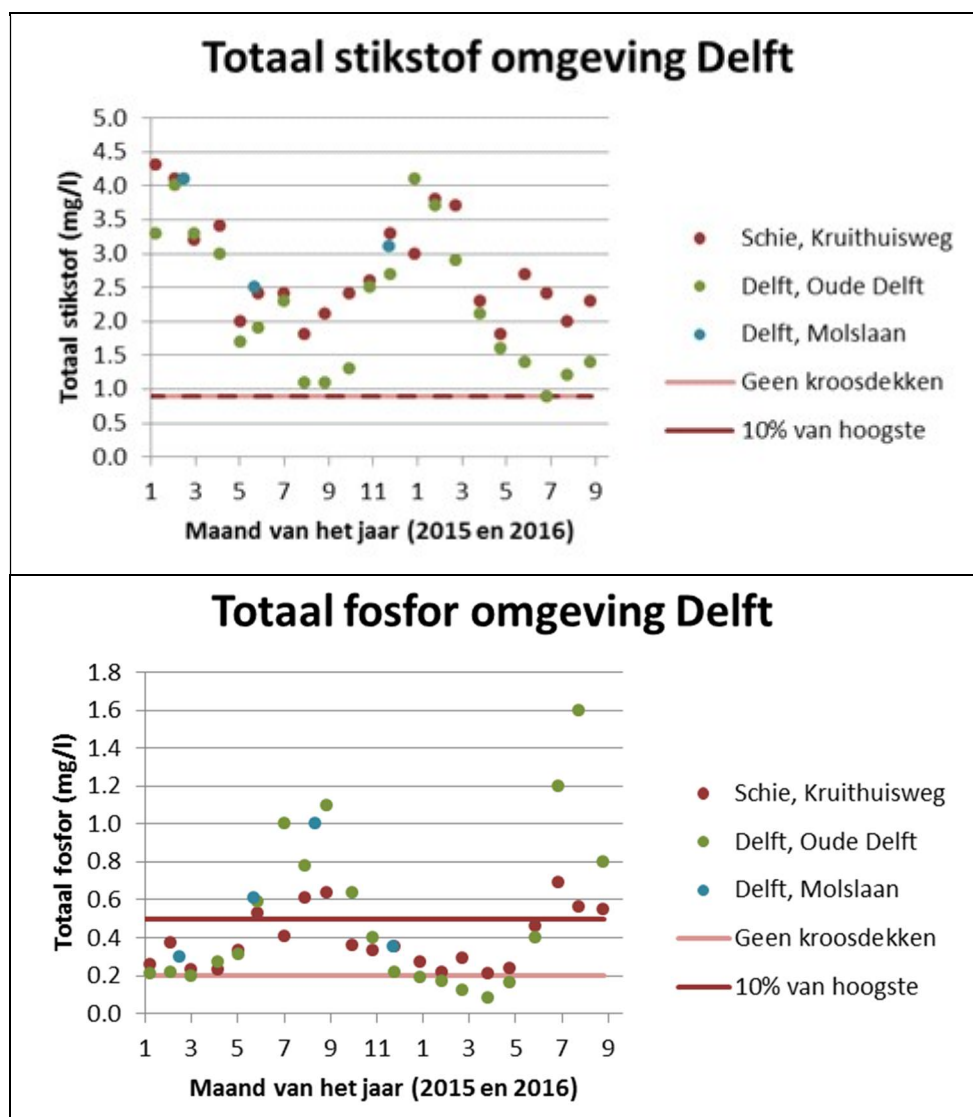 Totaal stikstof omgeving Delft
Totaal stikstof (mg/l)
5.0
4.5
4.0
3.5
3.0
2.5
2.0
1.5
1.0
0.5
0.0
1 3 5 7 9 11 1 3 5 7 9
Maand van het jaar (2015 en 2016)
Schie, Kruithuisweg
Delft, Oude Delft
Delft, Molslaan
Geen kroosdekken
10% van hoogste
Totaal fosfor omgeving Delft
Totaal fosfor (mg/l)
1.8
1.6
1.4
1.2
1.0
0.8
0.6
0.4
0.2
0.0
1 3 5 7 9 11 1 3 5 7 9
Maand van het jaar (2015 en 2016)
Schie, Kruithuisweg
Delft, Oude Delft
Delft, Molslaan
Geen kroosdekken
10% van hoogste